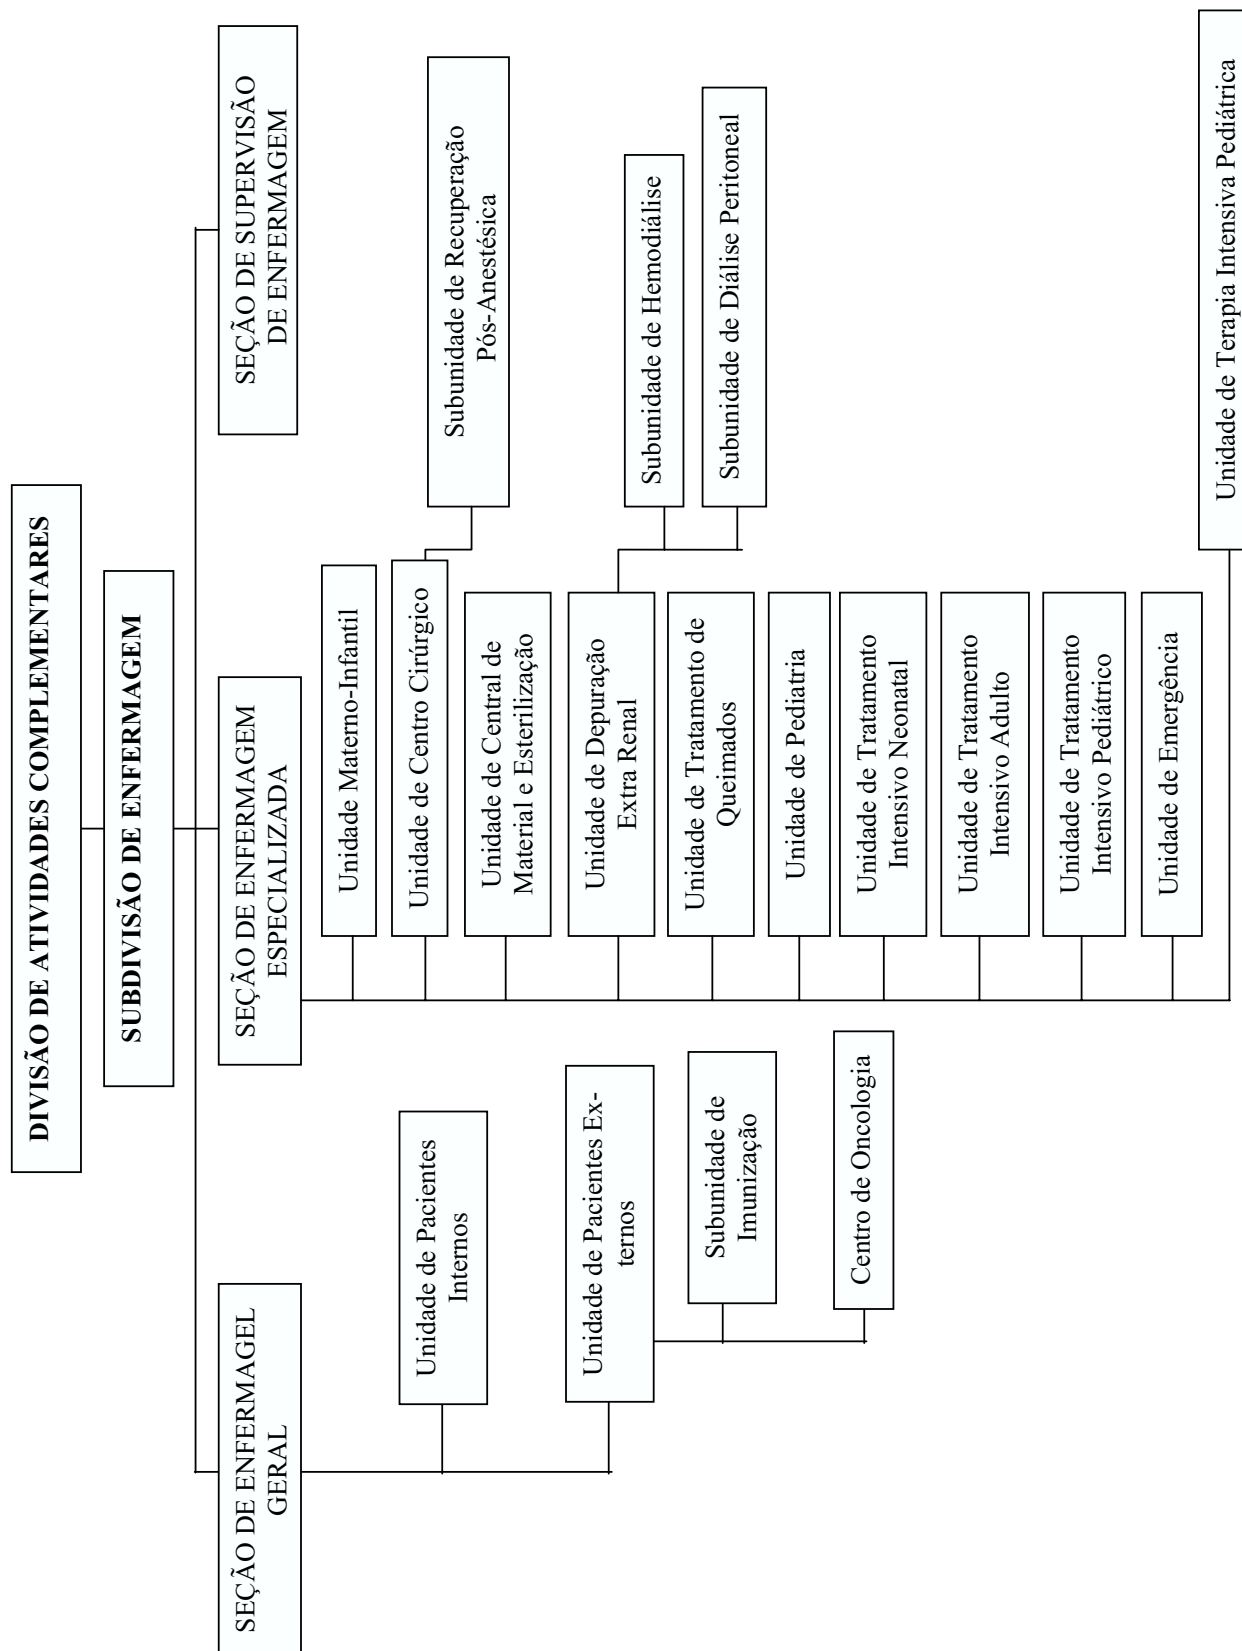 DIVISÃO DE ATIVIDADES COMPLEMENTARES
SUBDIVISÃO DE ENFERMAGEM
SEÇÃO DE ENFERMAGEL
GERAL
Unidade de Pacientes
Internos
Unidade de Pacientes Ex-
ternos
Subunidade de
Imunização
Centro de Oncologia
SEÇÃO DE ENFERMAGEM
ESPECIALIZADA
Unidade Materno-Infantil
Unidade de Centro Cirúrgico
Subunidade de Recuperação
Pós-Anestésica
Unidade de Central de
Material e Esterilização
Unidade de Depuração
Extra Renal
Subunidade de Hemodiálise
Subunidade de Diálise Peritoneal
Unidade de Tratamento de
Queimados
Unidade de Pediatria
Unidade de Tratamento
Intensivo Neonatal
Unidade de Tratamento
Intensivo Adulto
Unidade de Tratamento
Intensivo Pediátrico
Unidade de Emergência
Unidade de Terapia Intensiva Pediátrica
SEÇÃO DE SUPERVISÃO
DE ENFERMAGEM